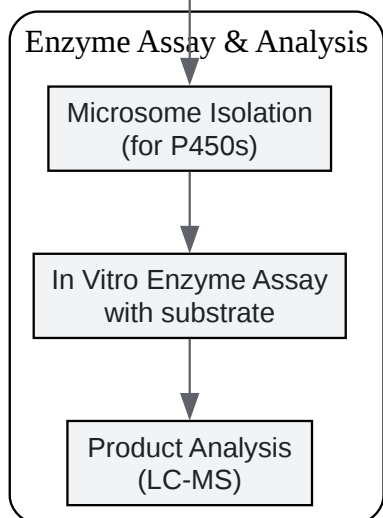 Enzyme Assay & Analysis
Microsome Isolation
(for P450s)
In Vitro Enzyme Assay
with substrate
Product Analysis
(LC-MS)